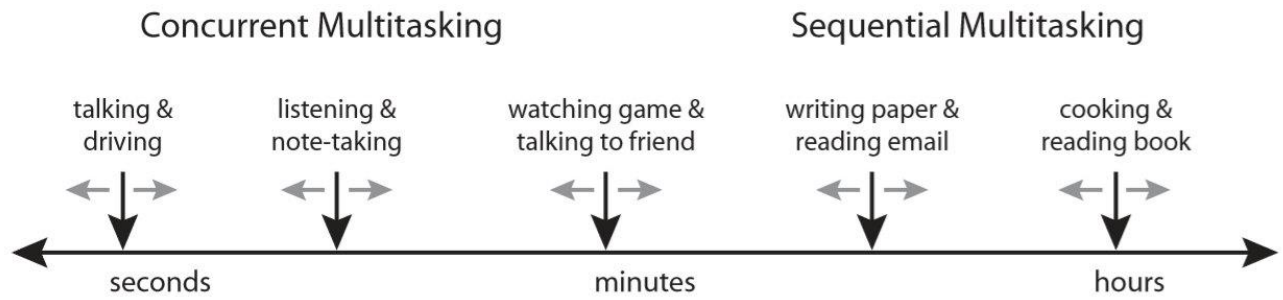 Concurrent Multitasking
Sequential Multitasking
talking &
driving
listening &
note-taking
watching game &
talking to friend
writing paper &
reading email
cooking &
reading book
seconds
minutes
hours